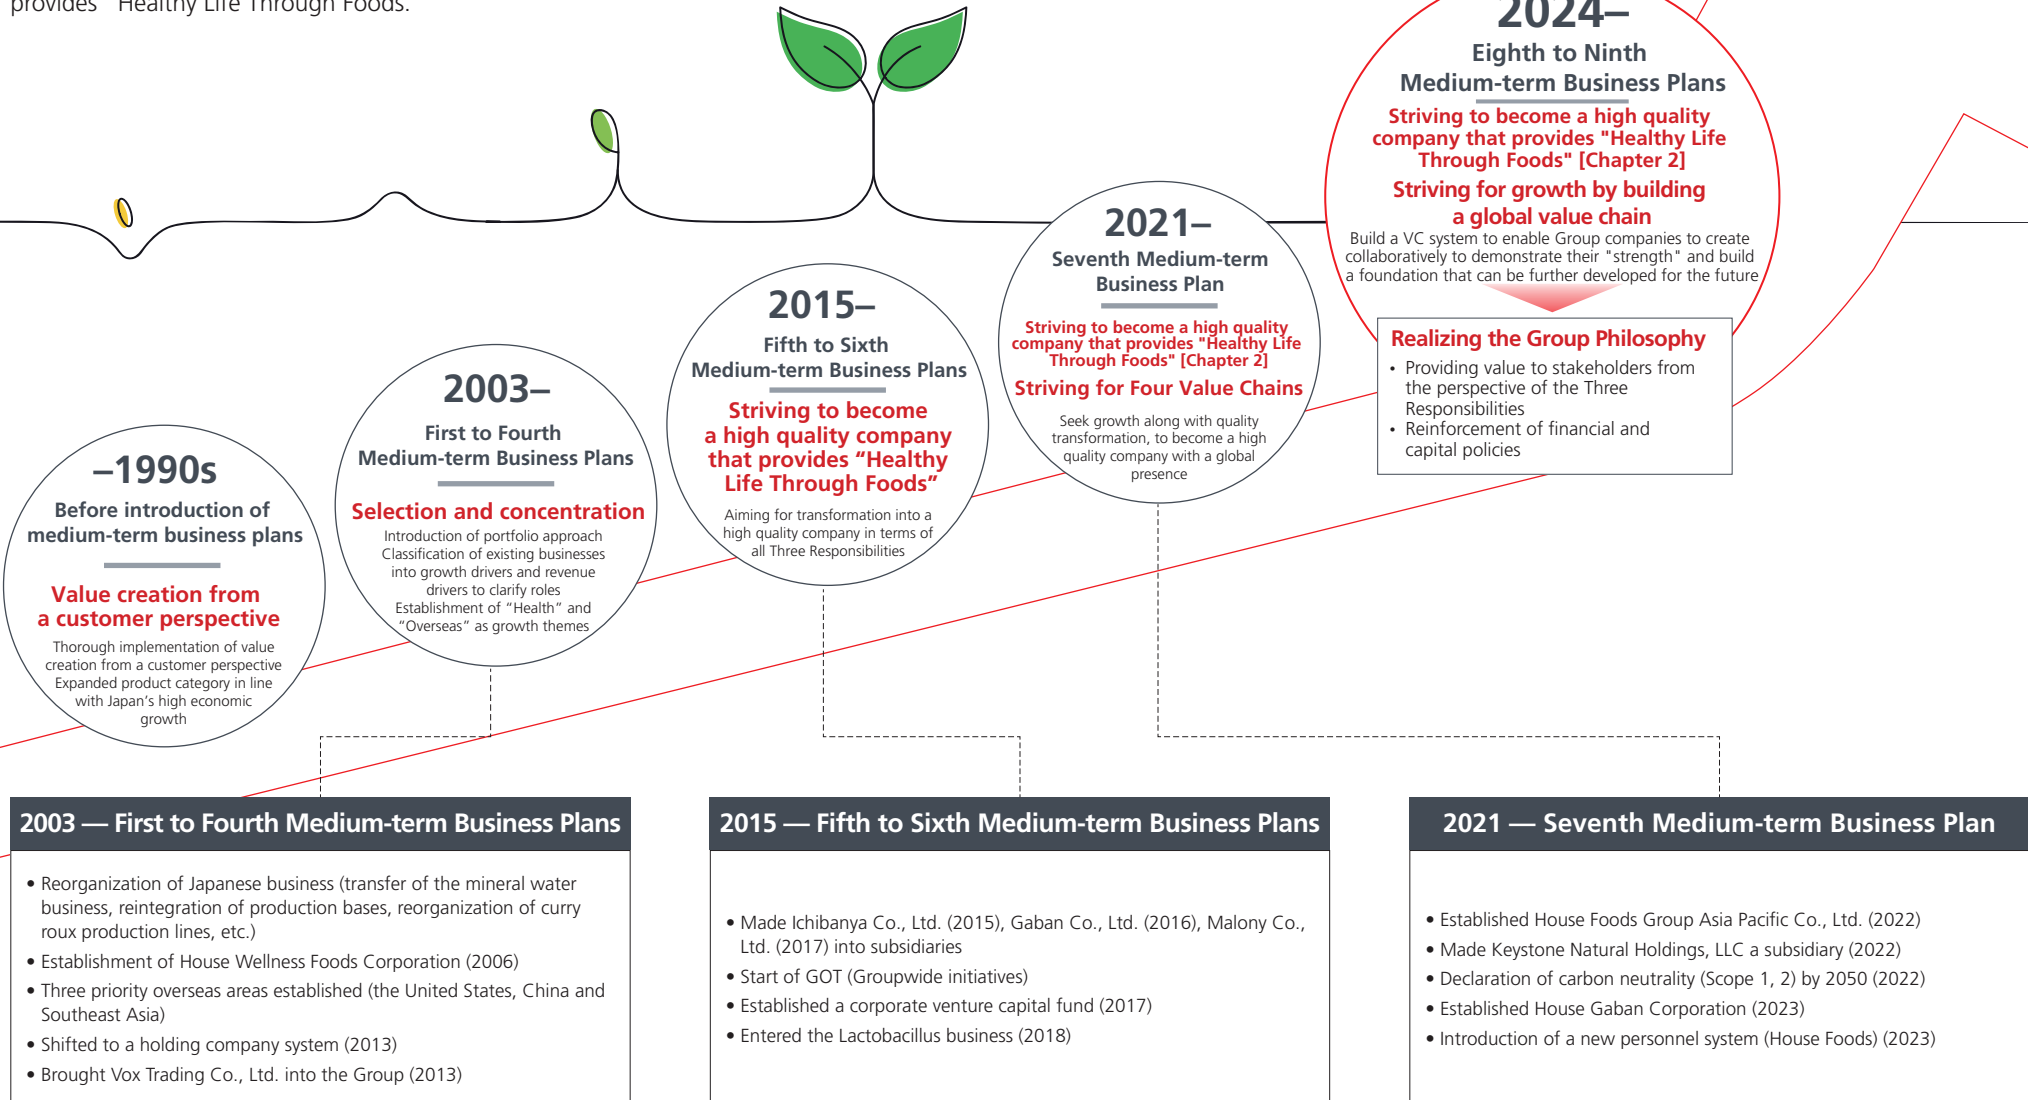 provides "Healthy Life Through Foods.
–1990s
Before introduction of
medium-term business plans
Value creation from
a customer perspective
Thorough implementation of value
creation from a customer perspective
Expanded product category in line
with Japan's high economic
growth
2003–
First to Fourth
Medium-term Business Plans
Selection and concentration
Introduction of portfolio approach
Classification of existing businesses
into growth drivers and revenue
drivers to clarify roles
Establishment of “Health” and
“Overseas” as growth themes
2015–
Fifth to Sixth
Medium-term Business Plans
Striving to become
a high quality company
that provides “Healthy
Life Through Foods”
Aiming for transformation into a
high quality company in terms of
all Three Responsibilities
2021–
Seventh Medium-term
Business Plan
Striving to become a high quality
company that provides "Healthy Life
Through Foods" [Chapter 2]
Striving for Four Value Chains
Seek growth along with quality
transformation, to become a high
quality company with a global
presence
2024–
Eighth to Ninth
Medium-term Business Plans
Striving to become a high quality
company that provides "Healthy Life
Through Foods" [Chapter 2]
Striving for growth by building
a global value chain
Build a VC system to enable Group companies to create
collaboratively to demonstrate their "strength" and build
a foundation that can be further developed for the future
Realizing the Group Philosophy
• Providing value to stakeholders from
the perspective of the Three
Responsibilities
• Reinforcement of financial and
capital policies
2003 — First to Fourth Medium-term Business Plans
• Reorganization of Japanese business (transfer of the mineral water
business, reintegration of production bases, reorganization of curry
roux production lines, etc.)
• Establishment of House Wellness Foods Corporation (2006)
• Three priority overseas areas established (the United States, China and
Southeast Asia)
• Shifted to a holding company system (2013)
• Brought Vox Trading Co., Ltd. into the Group (2013)
2015 — Fifth to Sixth Medium-term Business Plans
• Made Ichibanya Co., Ltd. (2015), Gaban Co., Ltd. (2016), Malony Co.,
Ltd. (2017) into subsidiaries
• Start of GOT (Groupwide initiatives)
• Established a corporate venture capital fund (2017)
• Entered the Lactobacillus business (2018)
2021 — Seventh Medium-term Business Plan
• Established House Foods Group Asia Pacific Co., Ltd. (2022)
• Made Keystone Natural Holdings, LLC a subsidiary (2022)
• Declaration of carbon neutrality (Scope 1, 2) by 2050 (2022)
• Established House Gaban Corporation (2023)
• Introduction of a new personnel system (House Foods) (2023)